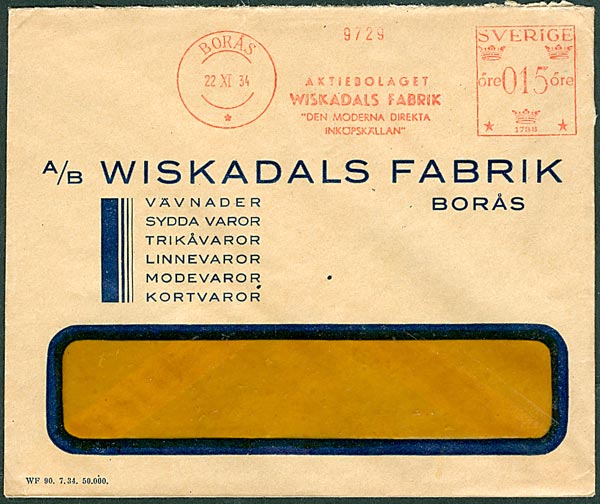 BORÅS
22 XI 34
9729
AKTIEBOLAGET
WISKADALS FABRIK
"DEN MODERNA DIREKTA
INKÖPSKÄLLAN"
SVERIGE
öre 015 öre
1798
A/B WISKADALS FABRIK
BORÅS
VÄVNADER
SYDDA VAROR
TRIKÅVAROR
LINNEVAROR
MODEVAROR
KORTVAROR
WF 90. 7.34. 50.000.